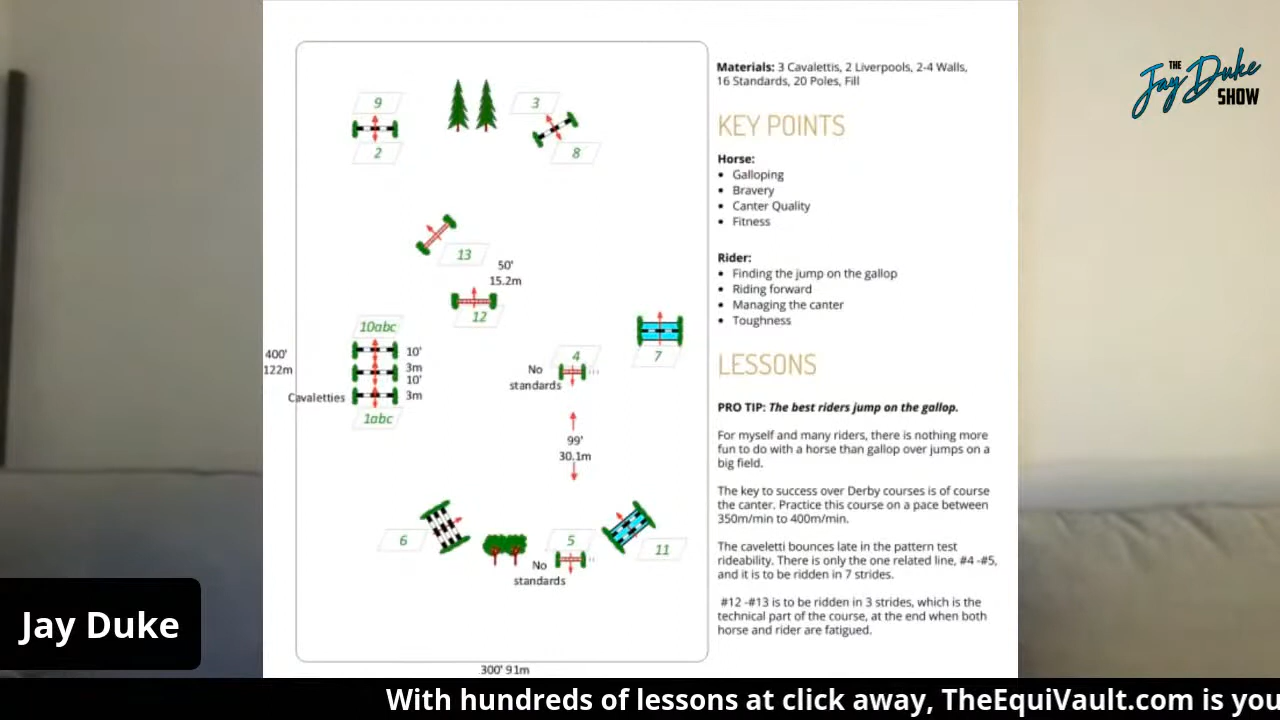 THE
Jay Duke
SHOW
Materials: 3 Cavalettis, 2 Liverpools, 2-4 Walls,
16 Standards, 20 Poles, Fill
9
3
2
8
13
50'
15.2m
12
10abc
10'
3m
10'
3m
400'
122m
Cavaletties
1abc
No
standards
4
7
99'
30.1m
6
5
No
standards
11
300' 91m
KEY POINTS
Horse:
• Galloping
• Bravery
• Canter Quality
• Fitness
Rider:
• Finding the jump on the gallop
• Riding forward
• Managing the canter
• Toughness
LESSONS
PRO TIP: The best riders jump on the gallop.
For myself and many riders, there is nothing more
fun to do with a horse than gallop over jumps on a
big field.
The key to success over Derby courses is of course
the canter. Practice this course on a pace between
350m/min to 400m/min.
The caveletti bounces late in the pattern test
rideability. There is only the one related line, #4 -#5,
and it is to be ridden in 7 strides.
#12 -#13 is to be ridden in 3 strides, which is the
technical part of the course, at the end when both
horse and rider are fatigued.
Jay Duke
With hundreds of lessons at click away, TheEquiVault.com is you